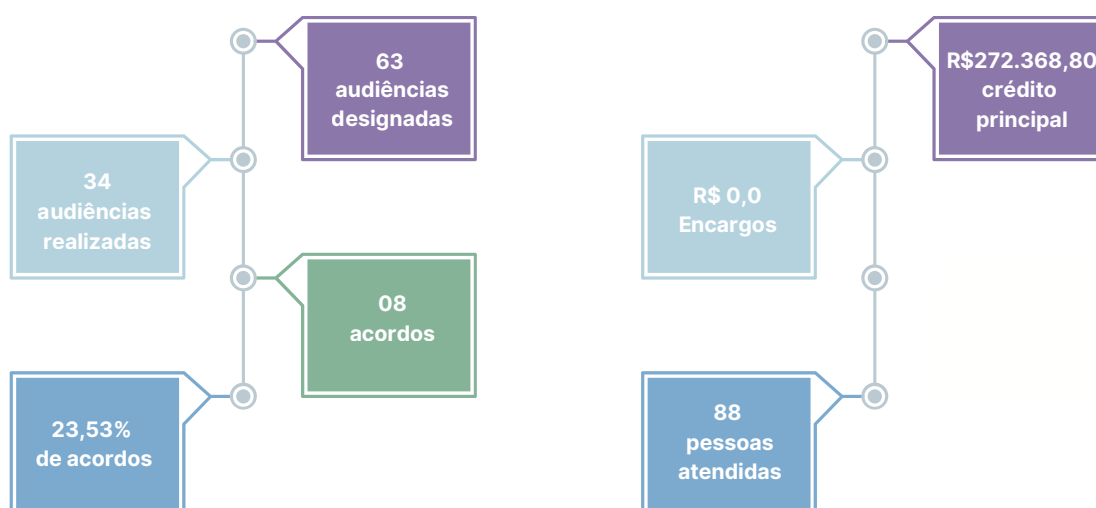 63
audiências
designadas
34
audiências
realizadas
08
acordos
23,53%
de acordos
R$272.368,80
crédito
principal
R$ 0,0
Encargos
88
pessoas
atendidas